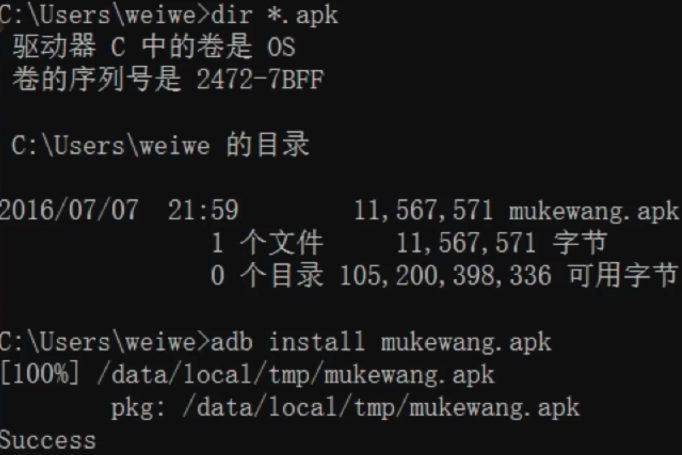 C:\Users\weiwe>dir *.apk
驱动器 C 中的卷是 OS
卷的序列号是 2472-7BFF
C:\Users\weiwe 的目录
2016/07/07  21:59        11,567,571 mukewang.apk
1 个文件     11,567,571 字节
0 个目录 105,200,398,336 可用字节
C:\Users\weiwe>adb install mukewang.apk
[100%] /data/local/tmp/mukewang.apk
pkg: /data/local/tmp/mukewang.apk
Success